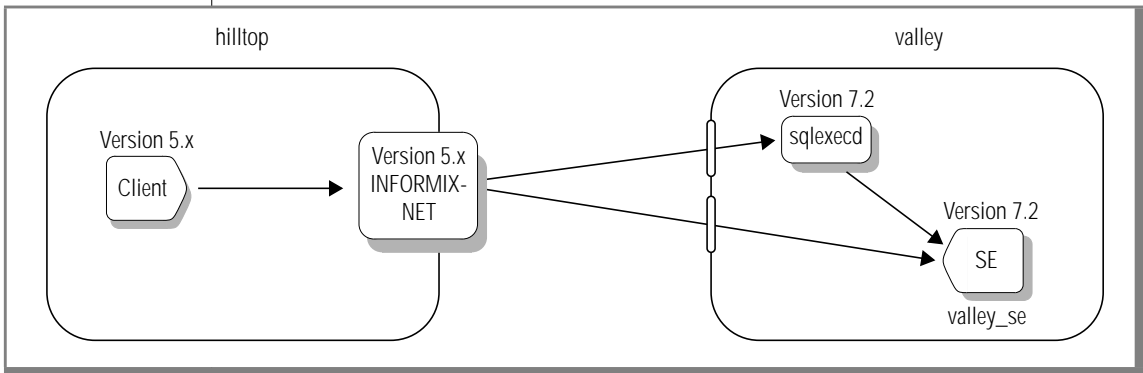 hilltop
valley
Version 5.x
Client
Version 5.x
INFORMIX-
NET
Version 7.2
sqlexecd
Version 7.2
SE
valley_se